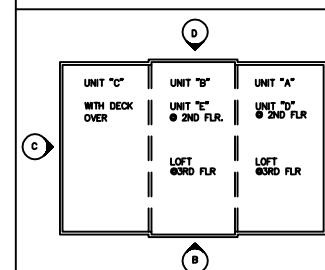 D
UNIT "C"
WITH DECK
OVER
UNIT "B"
UNIT "E"
@ 2ND FLR.
LOFT
@3RD FLR
UNIT "A"
UNIT "D"
@ 2ND FLR
LOFT
@3RD FLR
C
B